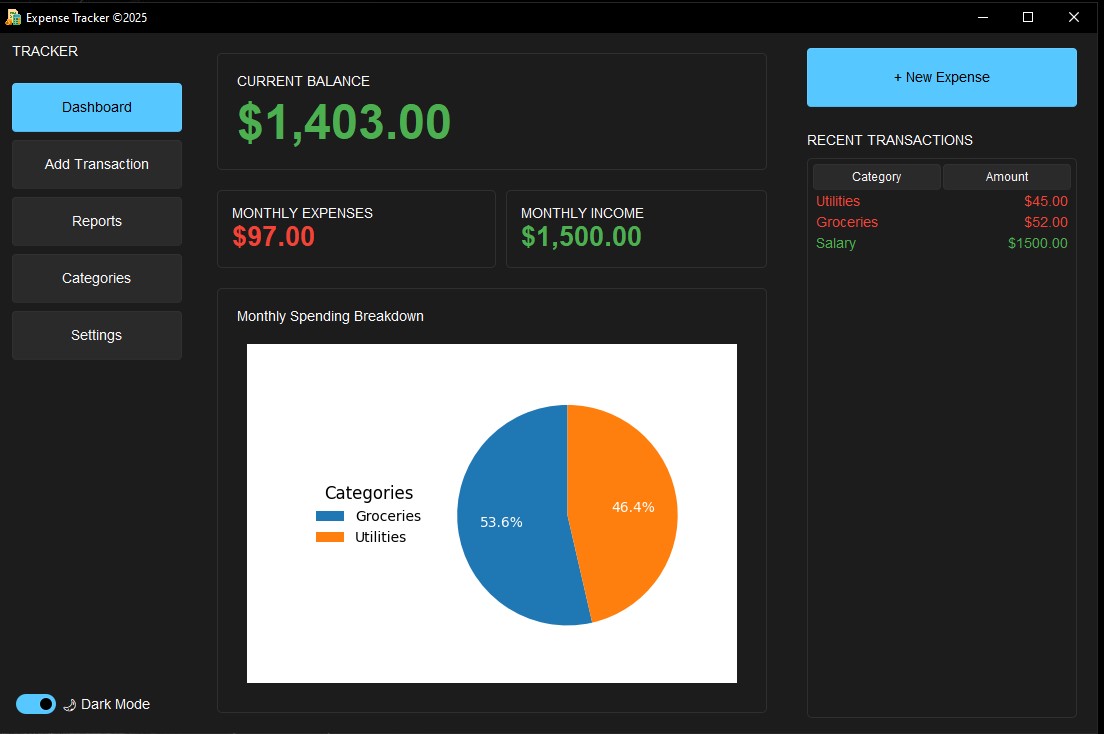 Expense Tracker ©2025
TRACKER
Dashboard
Add Transaction
Reports
Categories
Settings
Dark Mode
CURRENT BALANCE
$1,403.00
MONTHLY EXPENSES
$97.00
MONTHLY INCOME
$1,500.00
Monthly Spending Breakdown
Categories
Groceries
Utilities
53.6%
46.4%
+ New Expense
RECENT TRANSACTIONS
Category Amount
Utilities $45.00
Groceries $52.00
Salary $1500.00